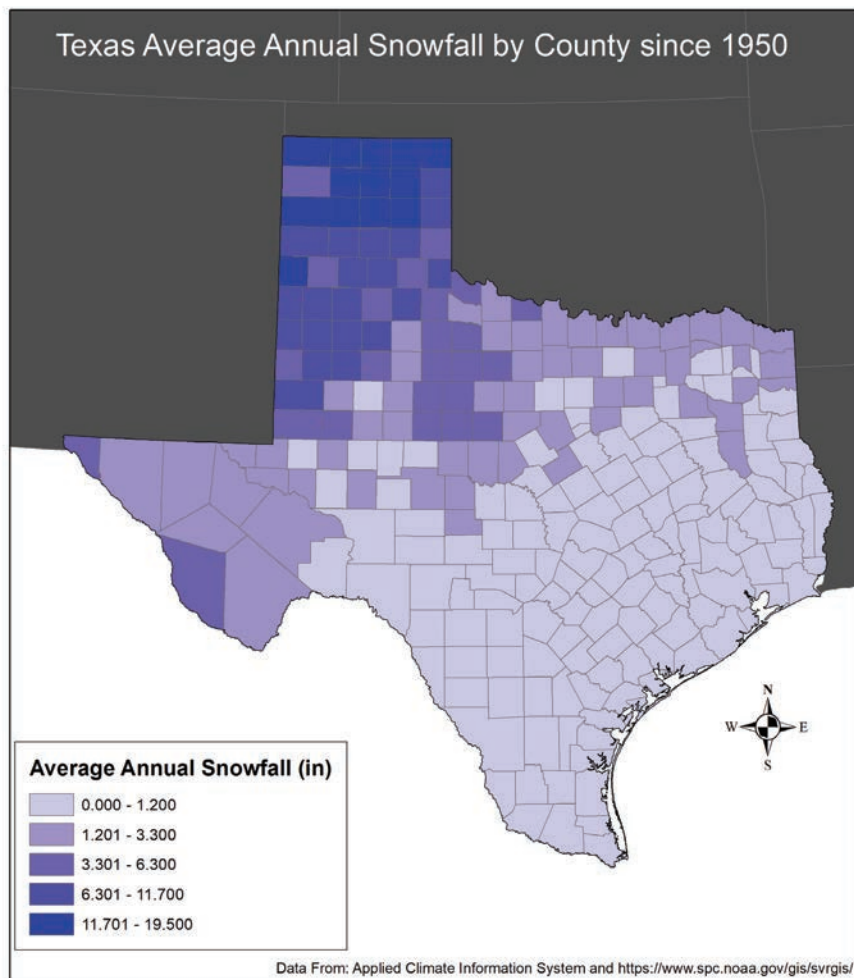 Texas Average Annual Snowfall by County since 1950
N
W E
S
Average Annual Snowfall (in)
0.000 - 1.200
1.201 - 3.300
3.301 - 6.300
6.301 - 11.700
11.701 - 19.500
Data From: Applied Climate Information System and https://www.spc.noaa.gov/gis/svrgis/